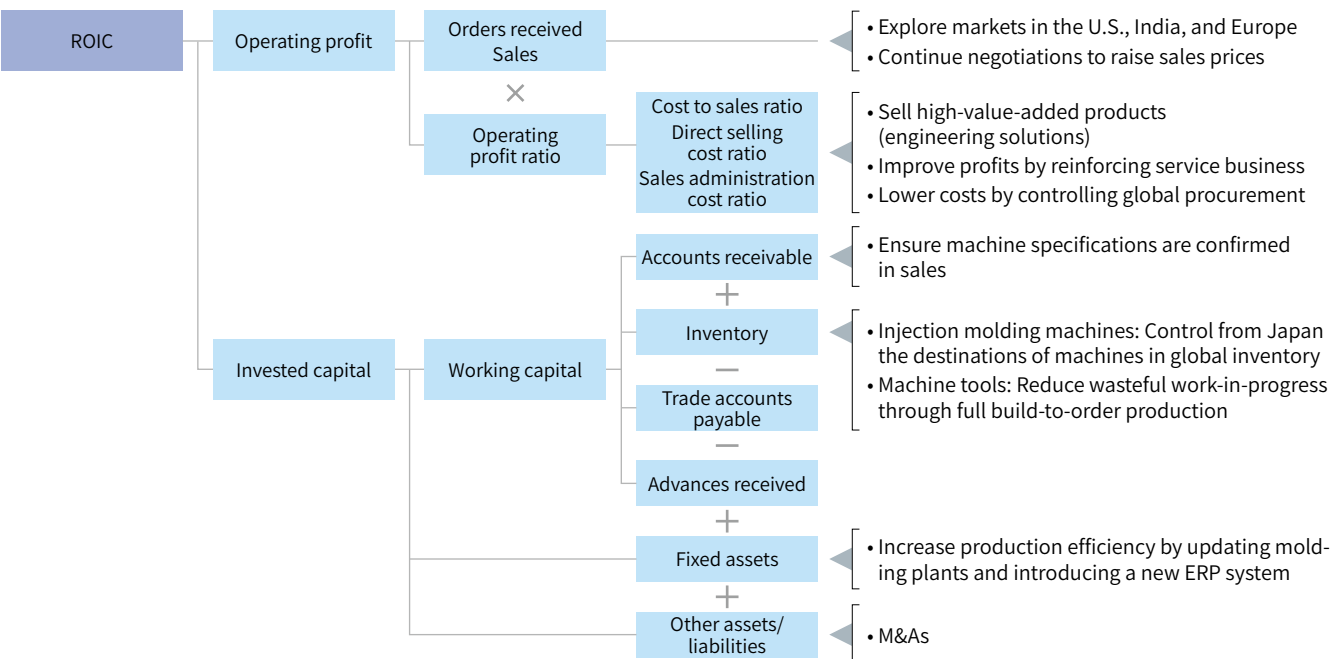 ROIC
Operating profit
Orders received
Sales
• Explore markets in the U.S., India, and Europe
• Continue negotiations to raise sales prices
×
Operating
profit ratio
Cost to sales ratio
Direct selling
cost ratio
Sales administration
cost ratio
• Sell high-value-added products
(engineering solutions)
• Improve profits by reinforcing service business
• Lower costs by controlling global procurement
Invested capital
Working capital
Accounts receivable
• Ensure machine specifications are confirmed
in sales
+
Inventory
• Injection molding machines: Control from Japan
the destinations of machines in global inventory
• Machine tools: Reduce wasteful work-in-progress
through full build-to-order production
−
Trade accounts
payable
−
Advances received
+
Fixed assets
• Increase production efficiency by updating mold-
ing plants and introducing a new ERP system
+
Other assets/
liabilities
• M&As